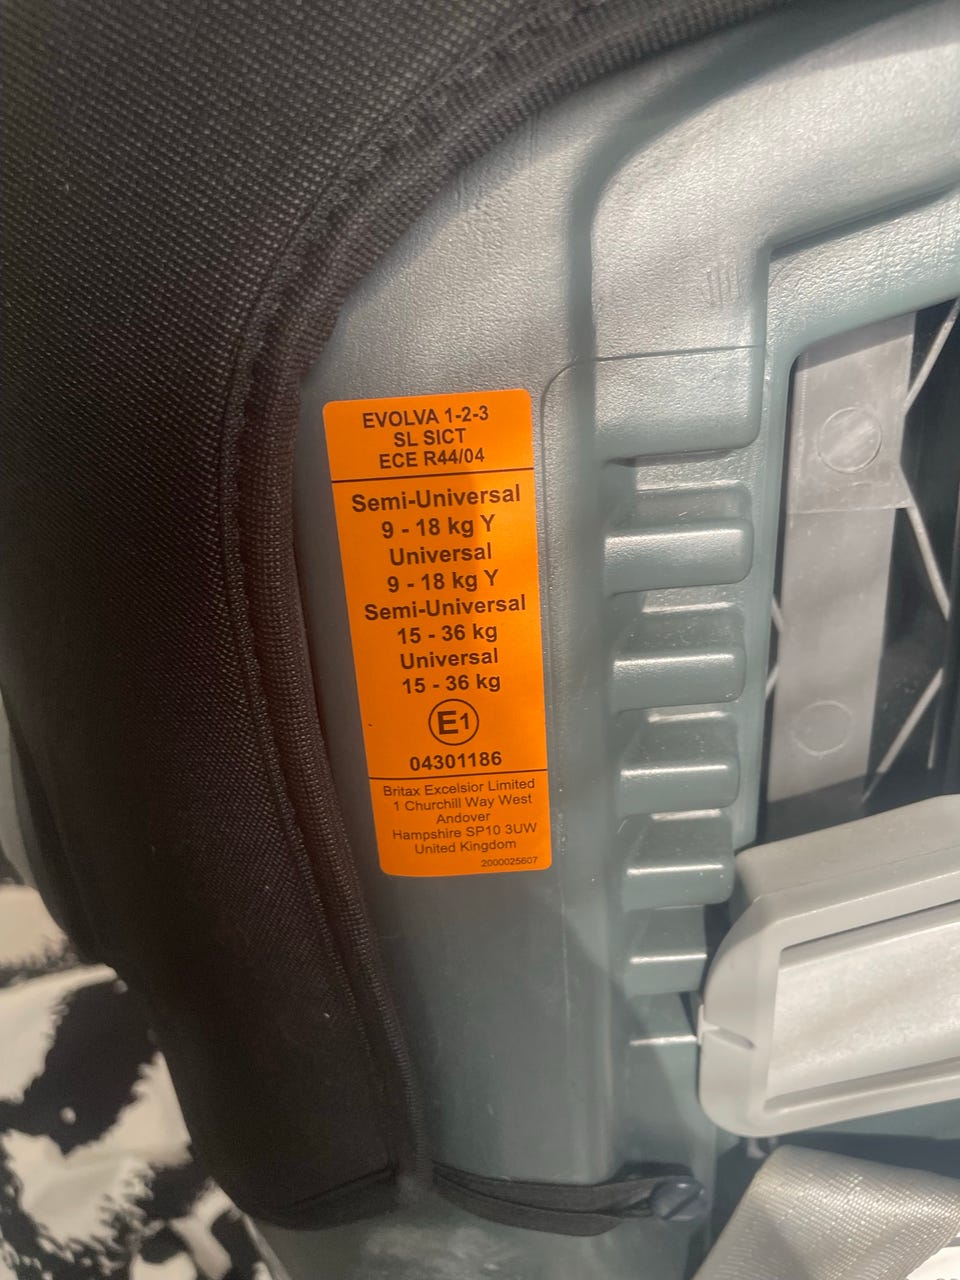 EVOLVA 1-2-3
SL SICT
ECE R44/04
Semi-Universal
9 - 18 kg Y
Universal
9 - 18 kg Y
Semi-Universal
15 - 36 kg
Universal
15 - 36 kg
E1
04301186
Britax Excelsior Limited
1 Churchill Way West
Andover
Hampshire SP10 3UW
United Kingdom
2000025607